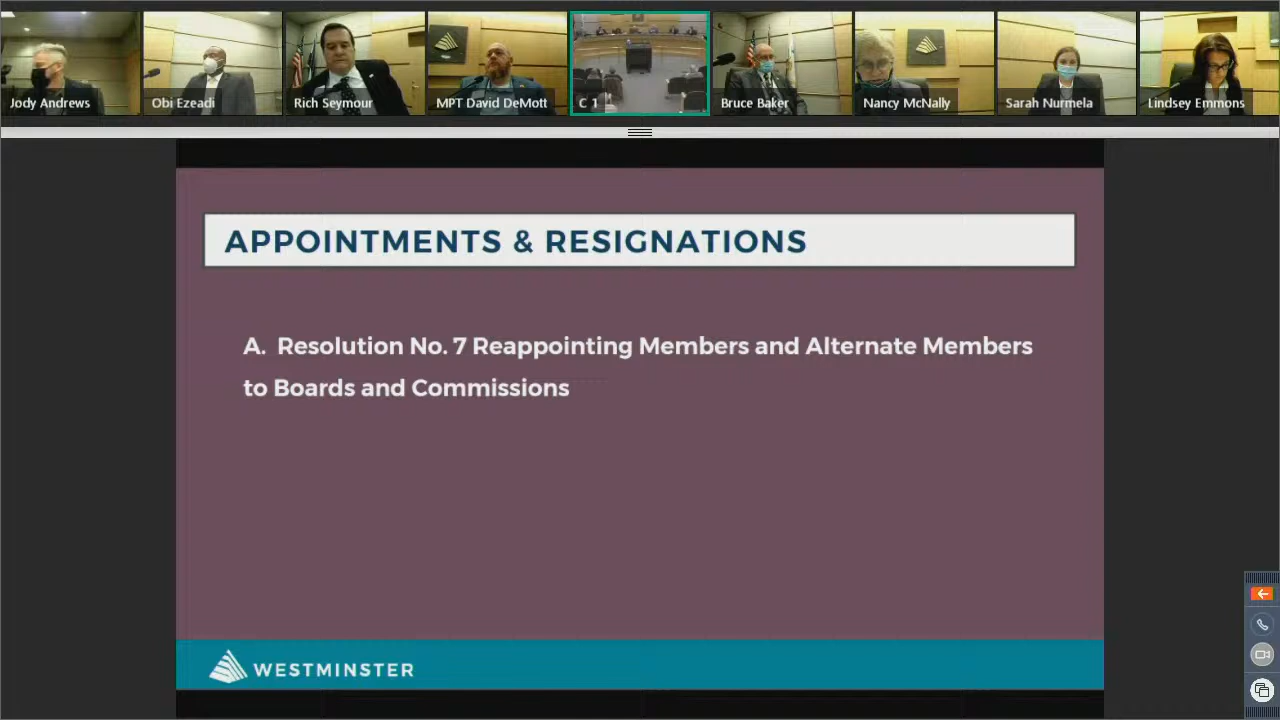 Jody Andrews
Obi Ezeadi
Rich Seymour
MPT David DeMott
C 1
Bruce Baker
Nancy McNally
Sarah Nurmela
Lindsey Emmons
APPOINTMENTS & RESIGNATIONS
A. Resolution No. 7 Reappointing Members and Alternate Members
to Boards and Commissions
WESTMINSTER